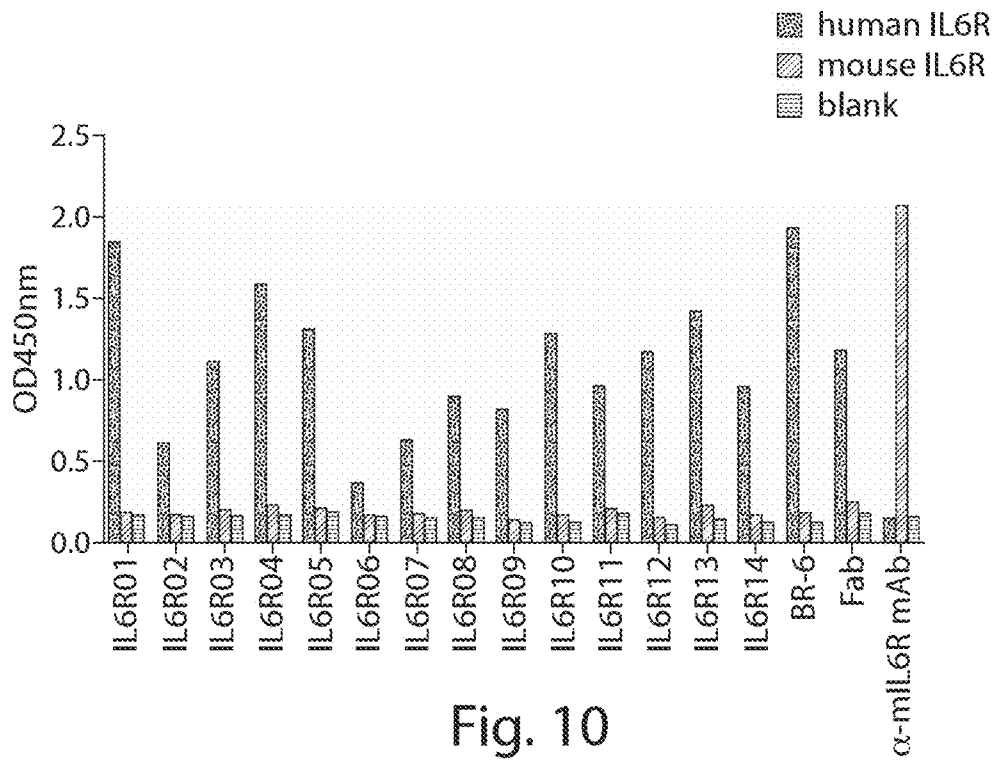 human IL6R
mouse IL6R
blank
2.5
2.0
1.5
1.0
0.5
0.0
OD450nm
IL6R01
IL6R02
IL6R03
IL6R04
IL6R05
IL6R06
IL6R07
IL6R08
IL6R09
IL6R10
IL6R11
IL6R12
IL6R13
IL6R14
BR-6
Fab
α-mIL6R mAb
Fig. 10